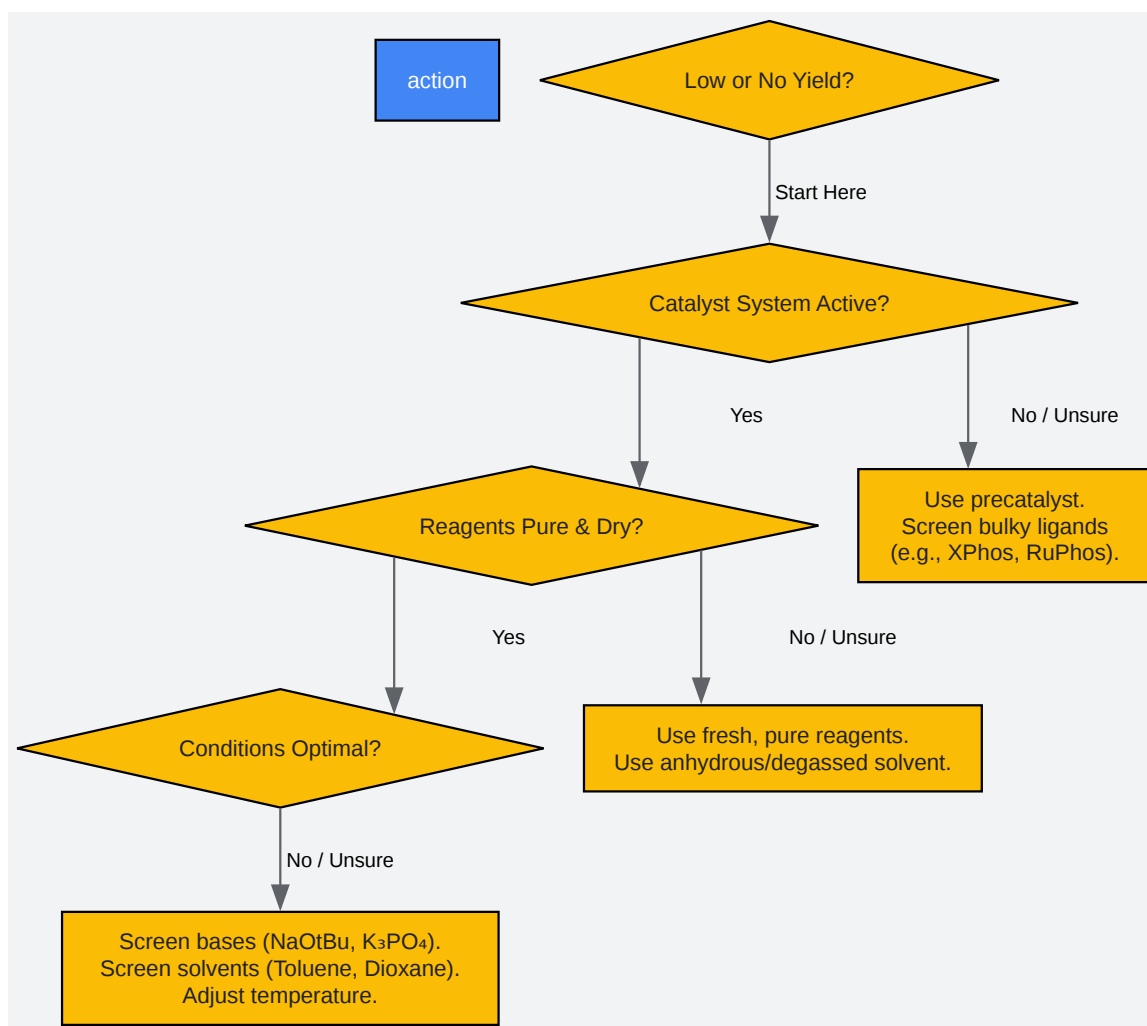 action
Low or No Yield?
Start Here
Catalyst System Active?
Yes
No / Unsure
Use precatalyst.
Screen bulky ligands
(e.g., XPhos, RuPhos).
Reagents Pure & Dry?
Yes
No / Unsure
Use fresh, pure reagents.
Use anhydrous/degassed solvent.
Conditions Optimal?
No / Unsure
Screen bases (NaOtBu, K₃PO₄).
Screen solvents (Toluene, Dioxane).
Adjust temperature.